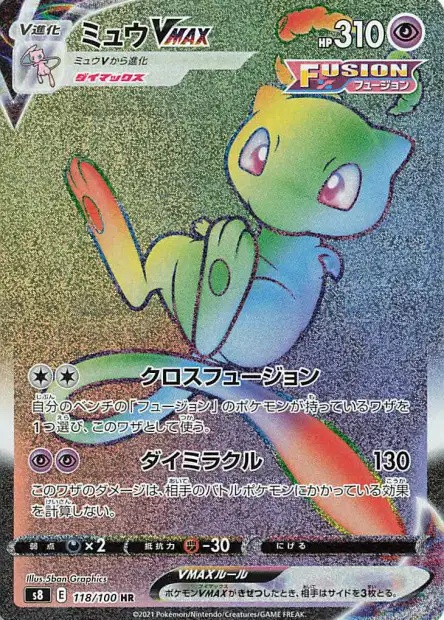 V進化
ミュウVMAX
HP 310
ミュウVから進化
ダイマックス
FUSION
フュージョン
クロスフュージョン
自分のベンチの「フュージョン」のポケモンが持っているワザを
1つ選び、このワザとして使う。
ダイミラクル 130
このワザのダメージは、相手のバトルポケモンにかかっている効果
を計算しない。
弱点 ×2 抵抗力 -30 にげる
Illus. 5ban Graphics
VMAXルール
s8 E 118/100 HR
ポケモンVMAXがきぜつしたとき、相手はサイドを3枚とる。
©2021 Pokémon/Nintendo/Creatures/GAME FREAK.